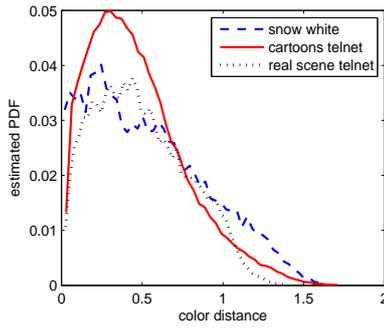 0.05
0.04
0.03
0.02
0.01
0
estimated PDF
snow white
cartoons telnet
real scene telnet
0 0.5 1 1.5 2
color distance